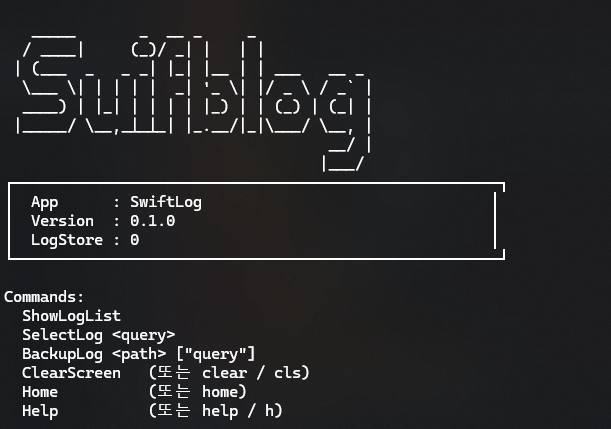 Suifblog
App : SwiftLog
Version : 0.1.0
LogStore : 0
Commands:
ShowLogList
SelectLog <query>
BackupLog <path> ["query"]
ClearScreen (또는 clear / cls)
Home (또는 home)
Help (또는 help / h)